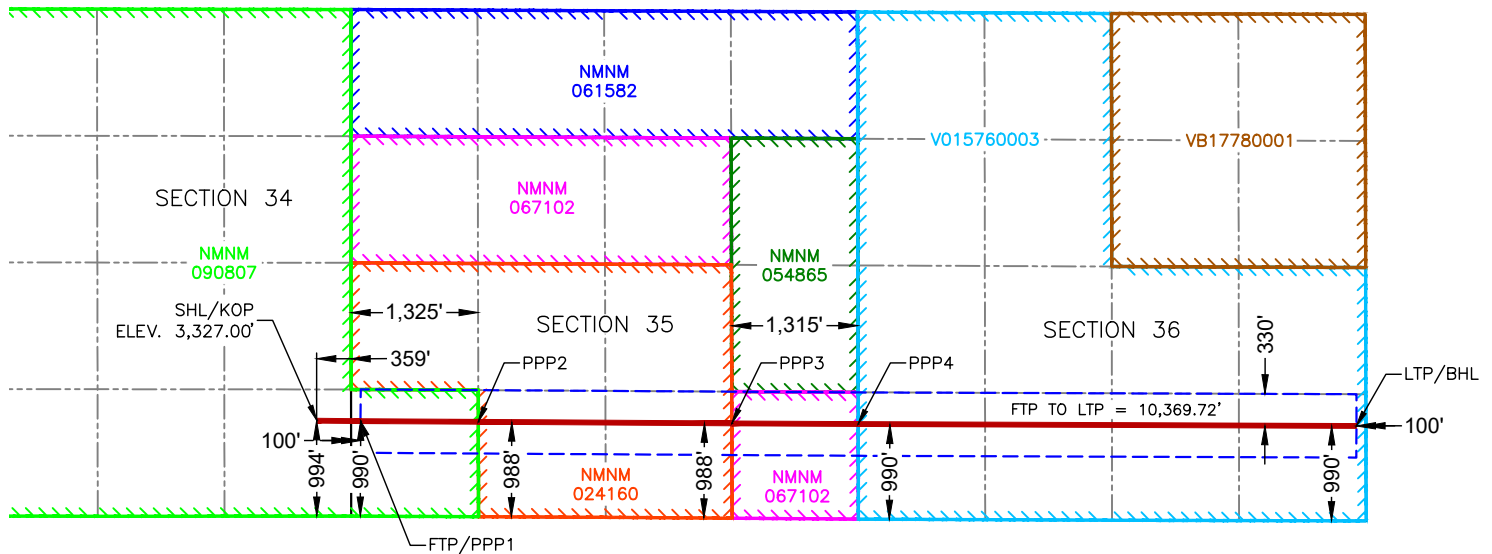 NMNM
061582
V015760003
VB17780001
SECTION 34
NMNM
067102
NMNM
090807
NMNM
054865
SHL/KOP
ELEV. 3,327.00'
1,325'
SECTION 35
1,315'
SECTION 36
330'
359'
PPP2
PPP3
PPP4
LTP/BHL
FTP TO LTP = 10,369.72'
100'
100'
994'
990'
988'
988'
990'
990'
NMNM
024160
NMNM
067102
FTP/PPP1